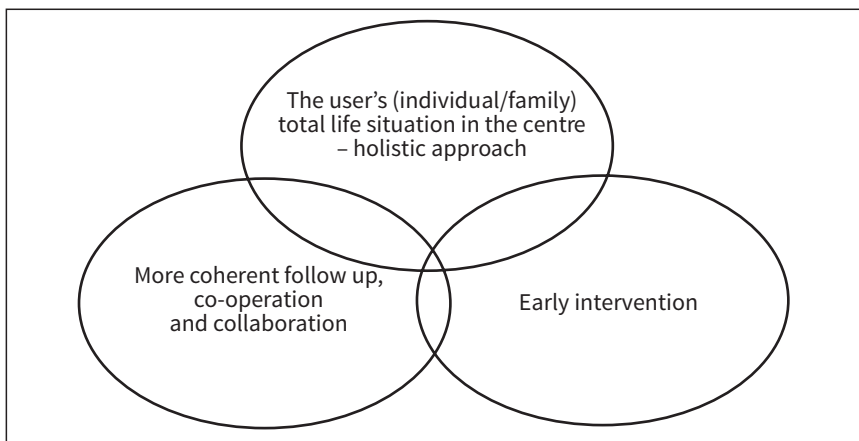 The user’s (individual/family)
total life situation in the centre
– holistic approach
More coherent follow up,
co-operation
and collaboration
Early intervention